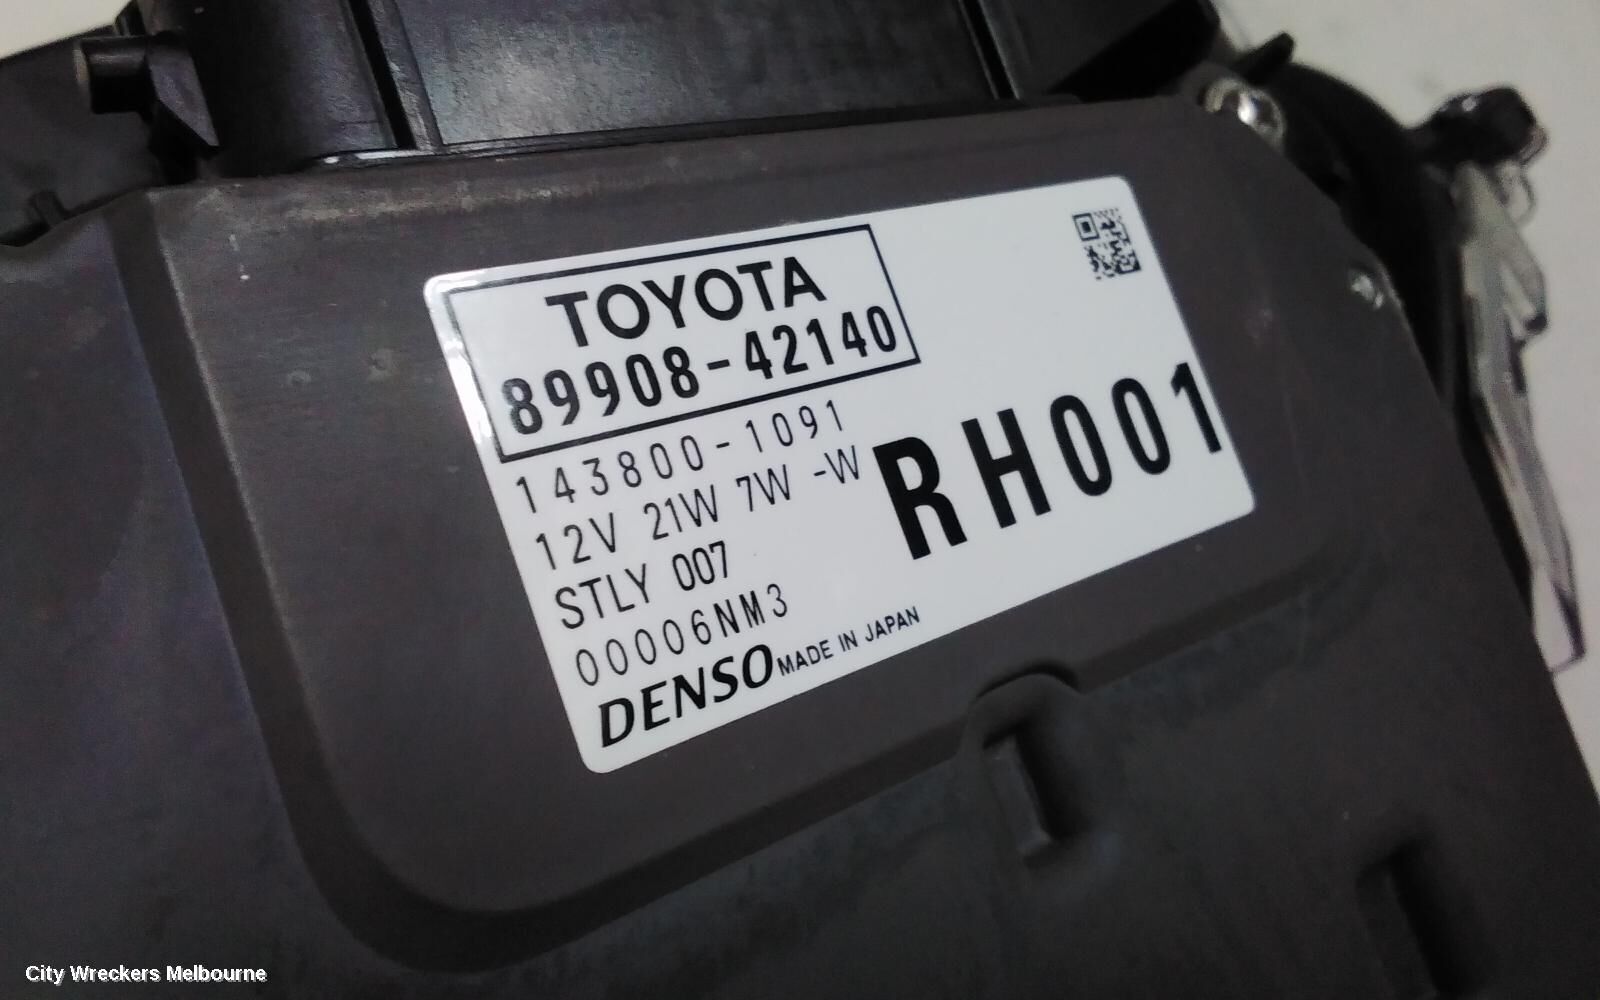 TOYOTA
89908-42140
143800-1091
12V 21W 7W -W
STLY 007
00006NM3
DENSO MADE IN JAPAN
RH001
City Wreckers Melbourne